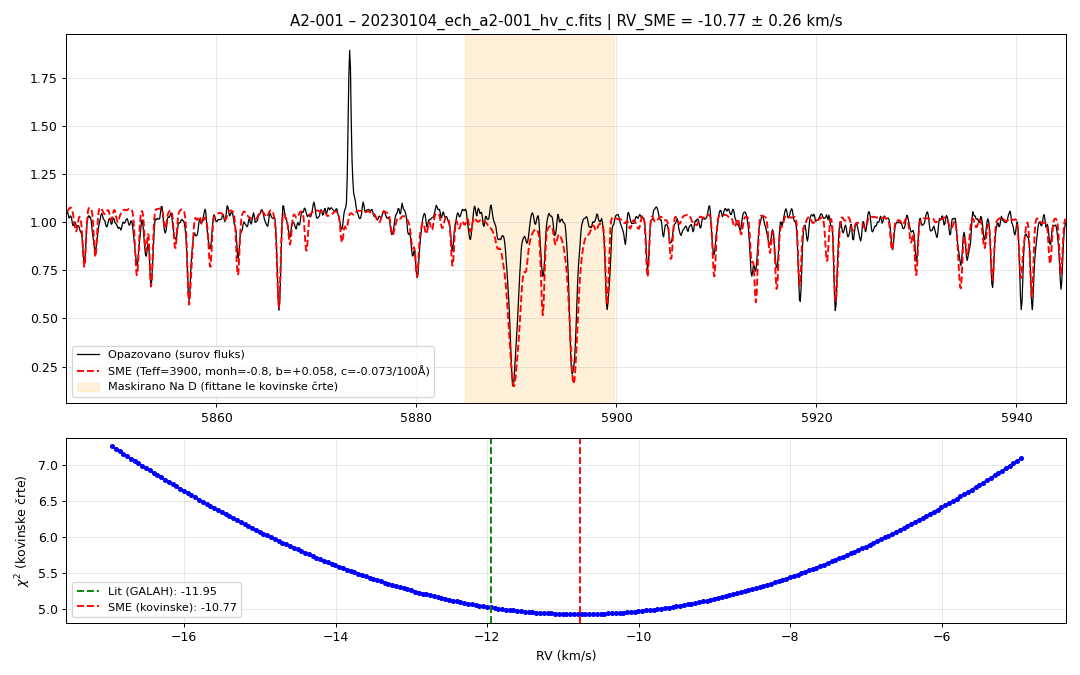 A2-001 – 20230104_ech_a2-001_hv_c.fits | RV_SME = -10.77 ± 0.26 km/s
1.75
1.50
1.25
1.00
0.75
0.50
0.25
Opazovano (surov fluks)
SME (Teff=3900, monh=-0.8, b=+0.058, c=-0.073/100Å)
Maskirano Na D (fittane le kovinske črte)
5860 5880 5900 5920 5940
7.0
6.5
6.0
5.5
5.0
χ² (kovinske črte)
Lit (GALAH): -11.95
SME (kovinske): -10.77
−16 −14 −12 −10 −8 −6
RV (km/s)